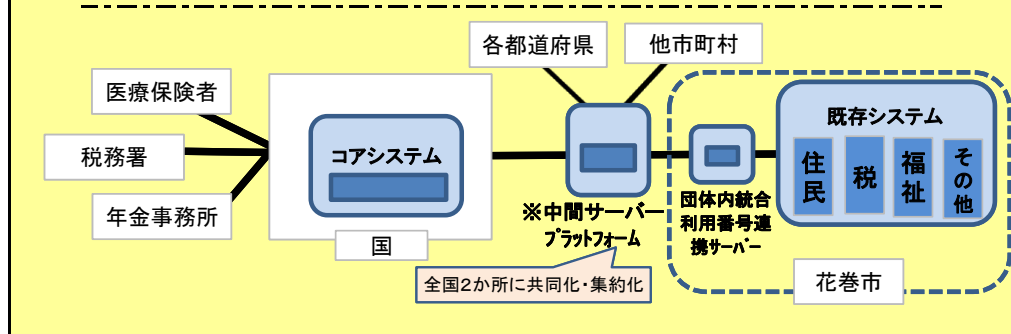 各都道府県
他市町村
医療保険者
税務署
年金事務所
コアシステム
国
※中間サーバー
プラットフォーム
全国2か所に共同化・集約化
団体内統合
利用番号連
携サーバー
既存システム
住民
税
福祉
その他
花巻市